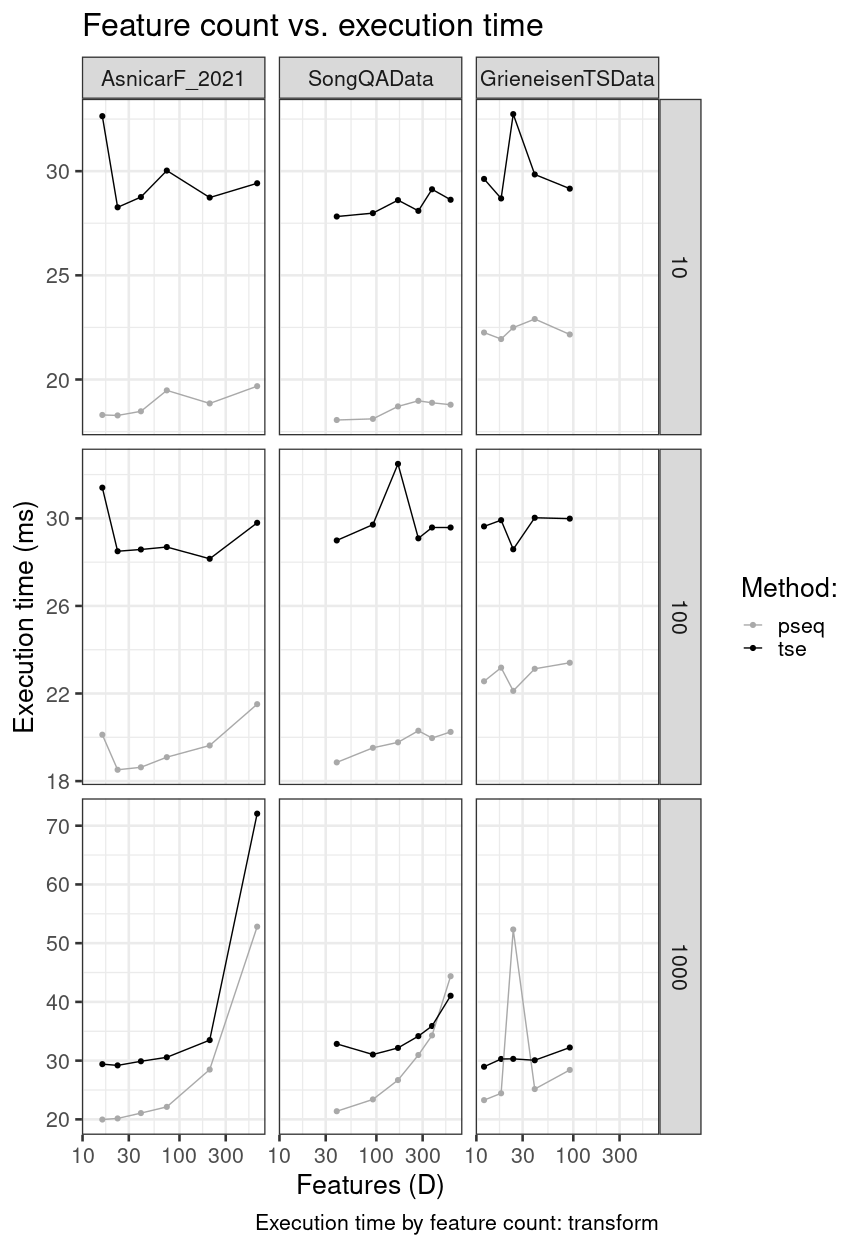 Feature count vs. execution time
AsnicarF_2021 SongQAData GrieneisenTSData
30
25
20
10
30
26
22
18
100
70
60
50
40
30
20
1000
10 30 100 300 10 30 100 300 10 30 100 300
Execution time (ms)
Features (D)
Method:
pseq
tse
Execution time by feature count: transform